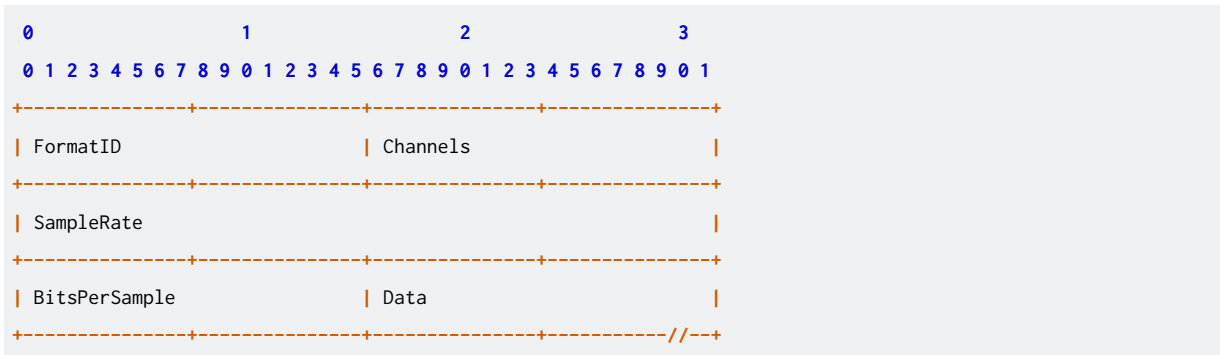 0                   1                   2                   3
0 1 2 3 4 5 6 7 8 9 0 1 2 3 4 5 6 7 8 9 0 1 2 3 4 5 6 7 8 9 0 1
+---------------+---------------+---------------+---------------+
| FormatID                      | Channels                      |
+---------------+---------------+---------------+---------------+
| SampleRate                                                    |
+---------------+---------------+---------------+---------------+
| BitsPerSample                 | Data                          |
+---------------+---------------+---------------+-----------//--+